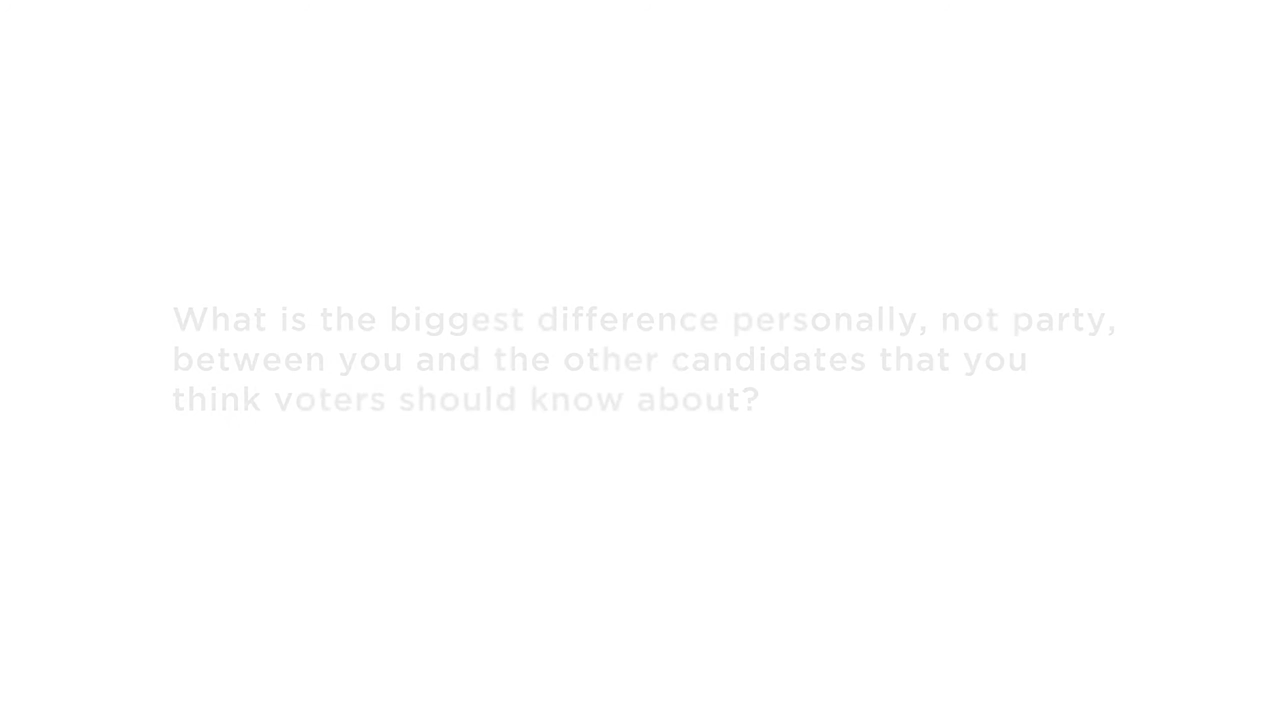 What is the biggest difference personally, not party,
between you and the other candidates that you
think voters should know about?